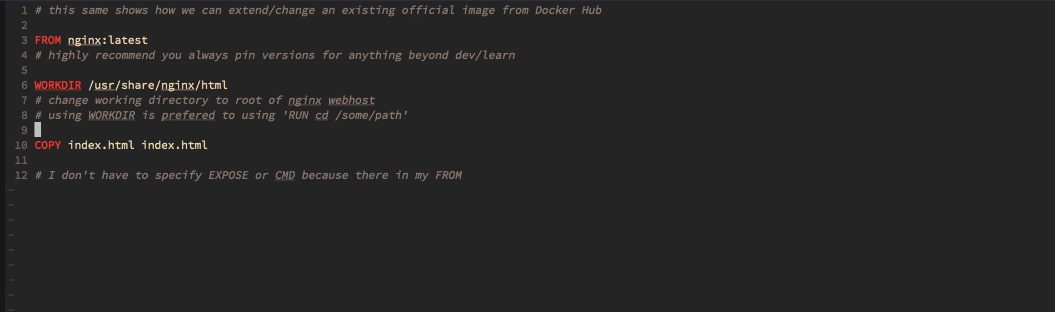 1 # this same shows how we can extend/change an existing official image from Docker Hub
2
3 FROM nginx:latest
4 # highly recommend you always pin versions for anything beyond dev/learn
5
6 WORKDIR /usr/share/nginx/html
7 # change working directory to root of nginx webhost
8 # using WORKDIR is prefered to using 'RUN cd /some/path'
9
10 COPY index.html index.html
11
12 # I don't have to specify EXPOSE or CMD because there in my FROM
~
~
~
~
~
~
~
~
~